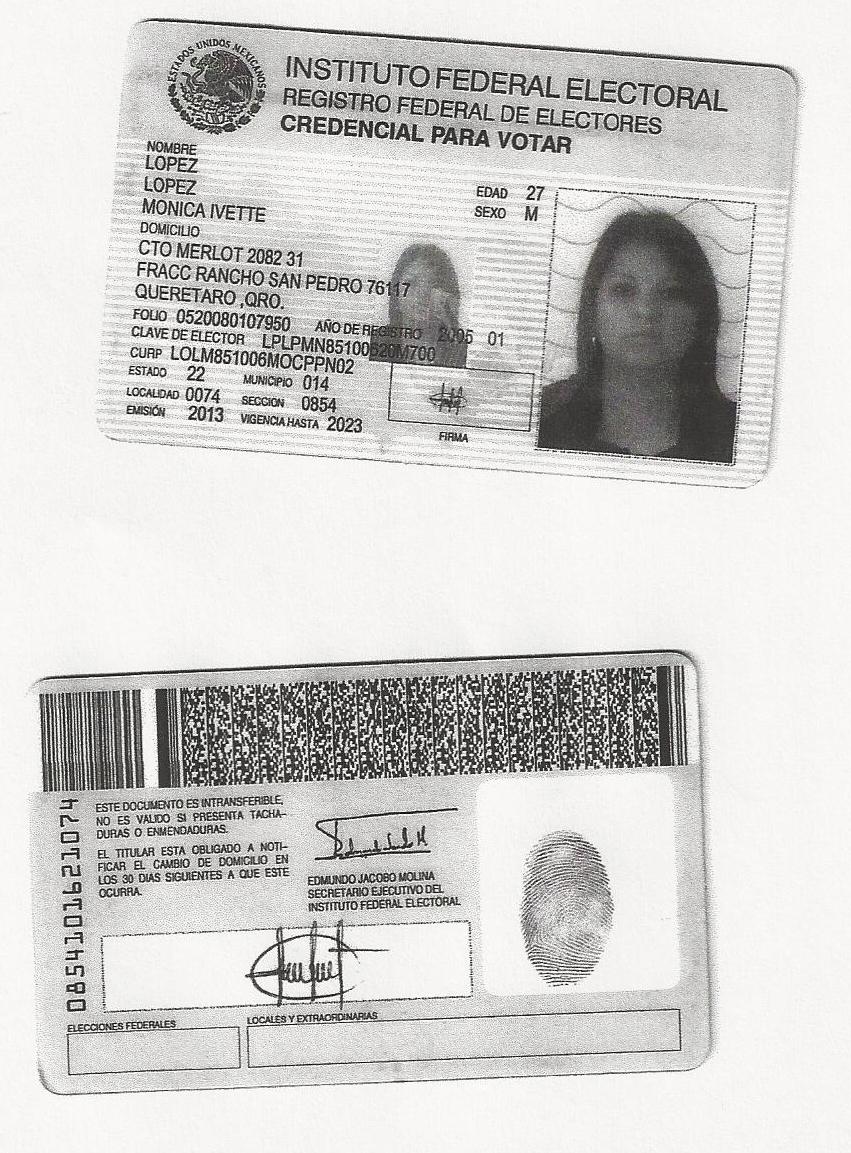 ESTADOS UNIDOS MEXICANOS
INSTITUTO FEDERAL ELECTORAL
REGISTRO FEDERAL DE ELECTORES
CREDENCIAL PARA VOTAR
NOMBRE
LOPEZ
LOPEZ
MONICA IVETTE
EDAD 27
SEXO M
DOMICILIO
CTO MERLOT 2082 31
FRACC RANCHO SAN PEDRO 76117
QUERETARO ,QRO.
FOLIO 0520080107950 AÑO DE REGISTRO 2005 01
CLAVE DE ELECTOR LPLPMN85100620M700
CURP LOLM851006MOCPPN02
ESTADO 22 MUNICIPIO 014
LOCALIDAD 0074 SECCION 0854
EMISIÓN 2013 VIGENCIA HASTA 2023
FIRMA
0854101621074
ESTE DOCUMENTO ES INTRANSFERIBLE,
NO ES VALIDO SI PRESENTA TACHA-
DURAS O ENMENDADURAS.
EL TITULAR ESTA OBLIGADO A NOTI-
FICAR EL CAMBIO DE DOMICILIO EN
LOS 30 DIAS SIGUIENTES A QUE ESTE
OCURRA.
EDMUNDO JACOBO MOLINA
SECRETARIO EJECUTIVO DEL
INSTITUTO FEDERAL ELECTORAL
ELECCIONES FEDERALES
LOCALES Y EXTRAORDINARIAS